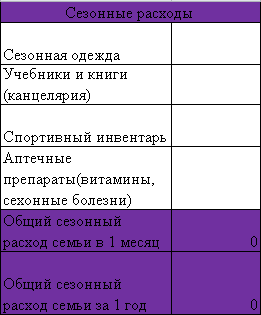 Сезонные расходы
Сезонная одежда
Учебники и книги
(канцелярия)
Спортивный инвентарь
Аптечные
препараты(витамины,
сехонные болезни)
Общий сезонный
расход семьи в 1 месяц 0
Общий сезонный
расход семьи за 1 год 0